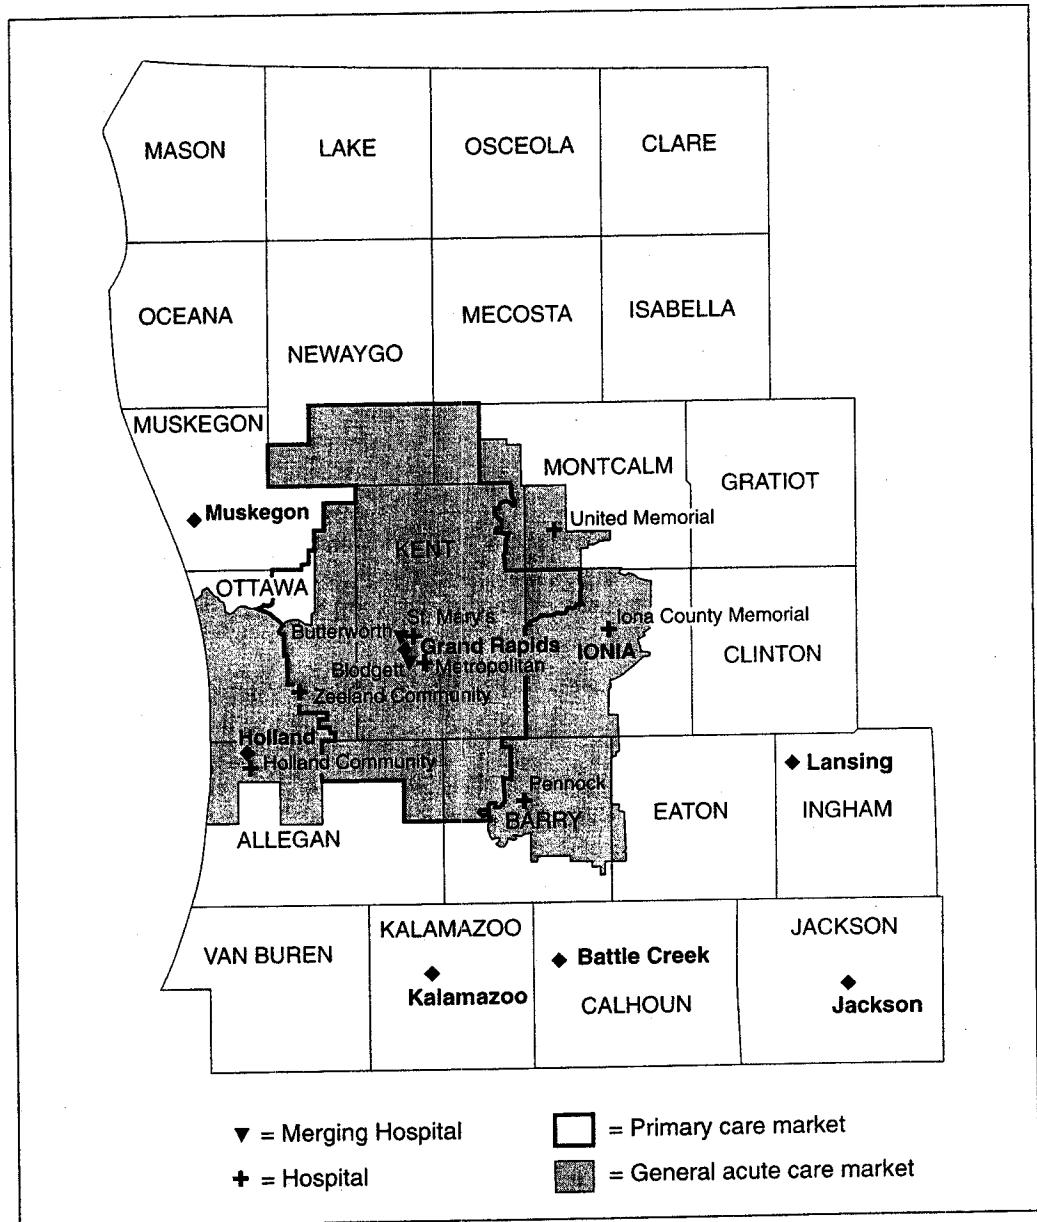 MASON
LAKE
OSCEOLA
CLARE
OCEANA
MECOSTA
ISABELLA
NEWAYGO
MUSKEGON
MONTCALM
GRATIOT
Muskegon
United Memorial
KENT
OTTAWA
St. Mary's
Iona County Memorial
Butterworth
Grand Rapids
IONIA
CLINTON
Blodgett
Metropolitan
Zeeland Community
Holland
Holland Community
Lansing
Pennock
BARRY
EATON
INGHAM
ALLEGAN
KALAMAZOO
JACKSON
VAN BUREN
Battle Creek
Kalamazoo
CALHOUN
Jackson
= Merging Hospital
= Primary care market
= Hospital
= General acute care market